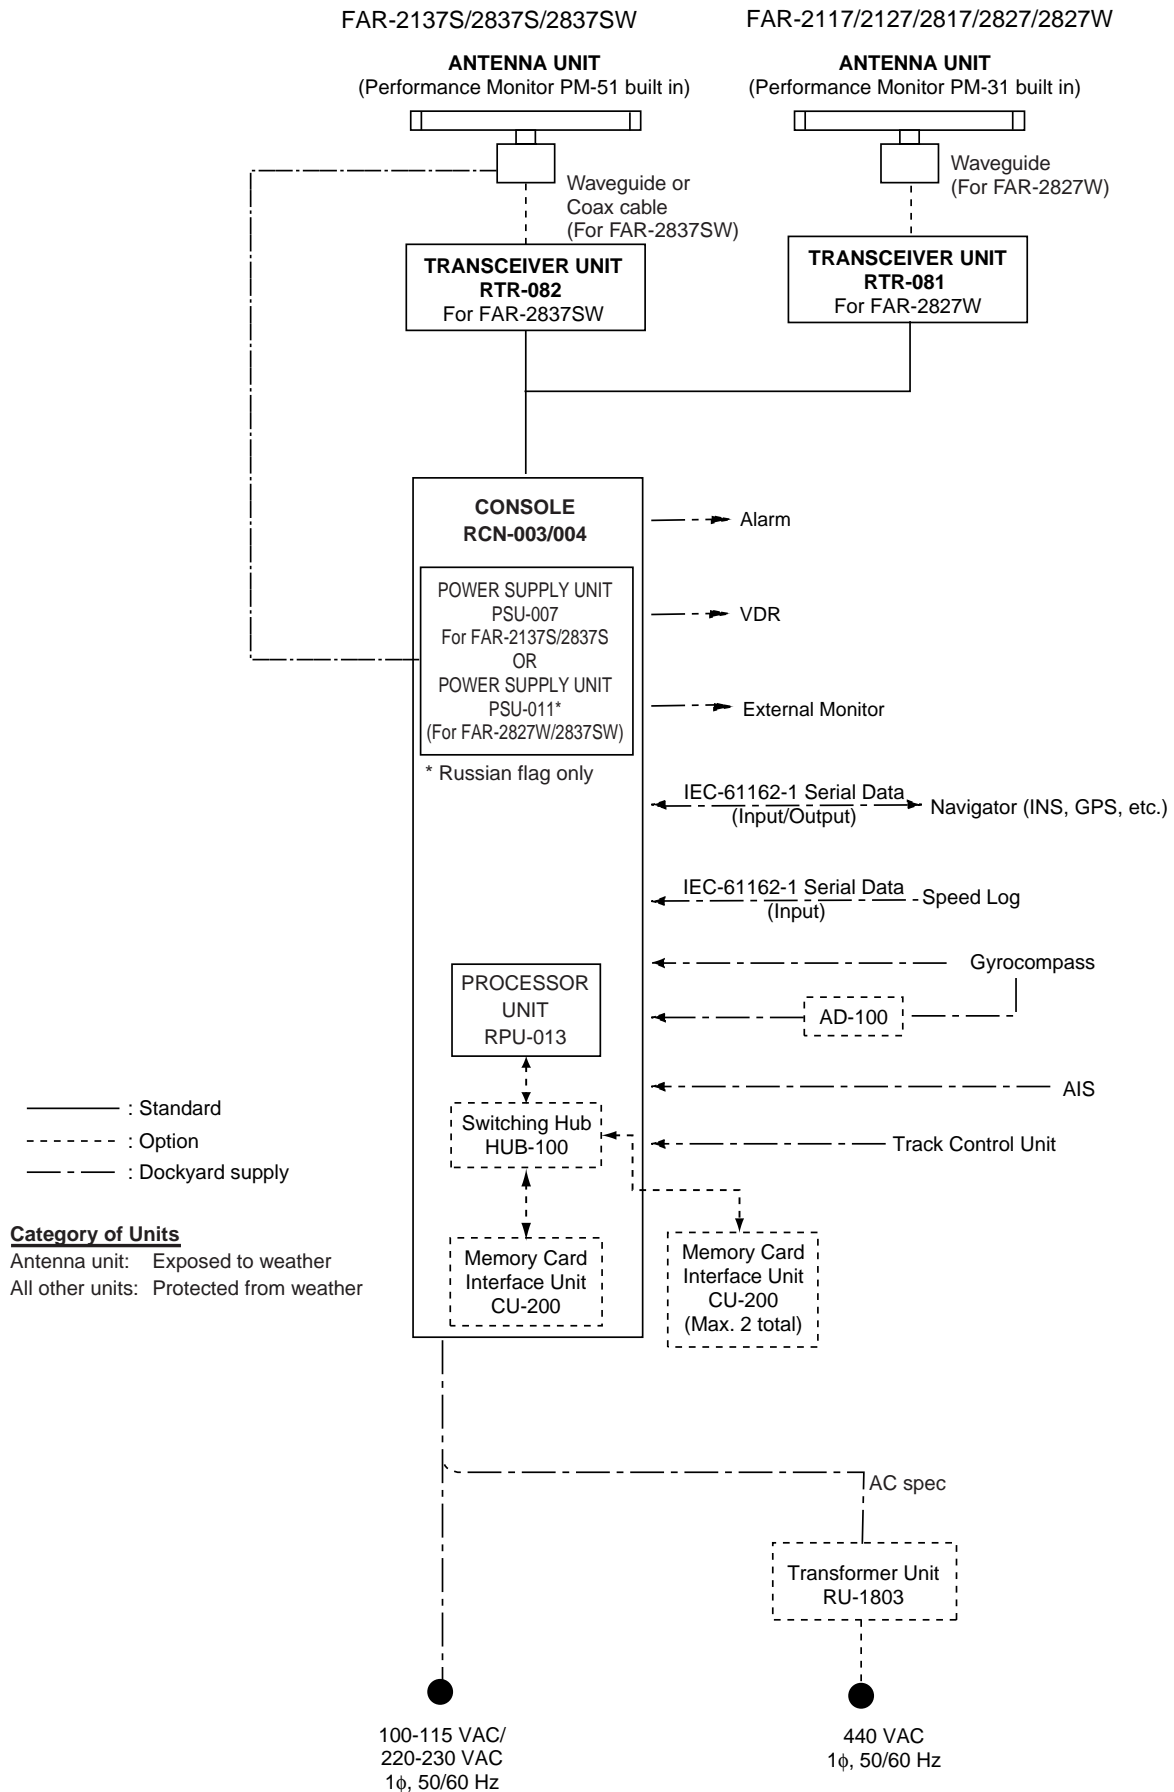 FAR-2137S/2837S/2837SW
FAR-2117/2127/2817/2827/2827W
ANTENNA UNIT
(Performance Monitor PM-51 built in)
ANTENNA UNIT
(Performance Monitor PM-31 built in)
Waveguide or
Coax cable
(For FAR-2837SW)
Waveguide
(For FAR-2827W)
TRANSCEIVER UNIT
RTR-082
For FAR-2837SW
TRANSCEIVER UNIT
RTR-081
For FAR-2827W
CONSOLE
RCN-003/004
POWER SUPPLY UNIT
PSU-007
For FAR-2137S/2837S
OR
POWER SUPPLY UNIT
PSU-011*
(For FAR-2827W/2837SW)
* Russian flag only
Alarm
VDR
External Monitor
IEC-61162-1 Serial Data
(Input/Output)
Navigator (INS, GPS, etc.)
IEC-61162-1 Serial Data
(Input)
Speed Log
Gyrocompass
AD-100
AIS
Track Control Unit
PROCESSOR
UNIT
RPU-013
Switching Hub
HUB-100
Memory Card
Interface Unit
CU-200
Memory Card
Interface Unit
CU-200
(Max. 2 total)
: Standard
: Option
: Dockyard supply
Category of Units
Antenna unit: Exposed to weather
All other units: Protected from weather
AC spec
Transformer Unit
RU-1803
100-115 VAC/
220-230 VAC
1ϕ, 50/60 Hz
440 VAC
1ϕ, 50/60 Hz